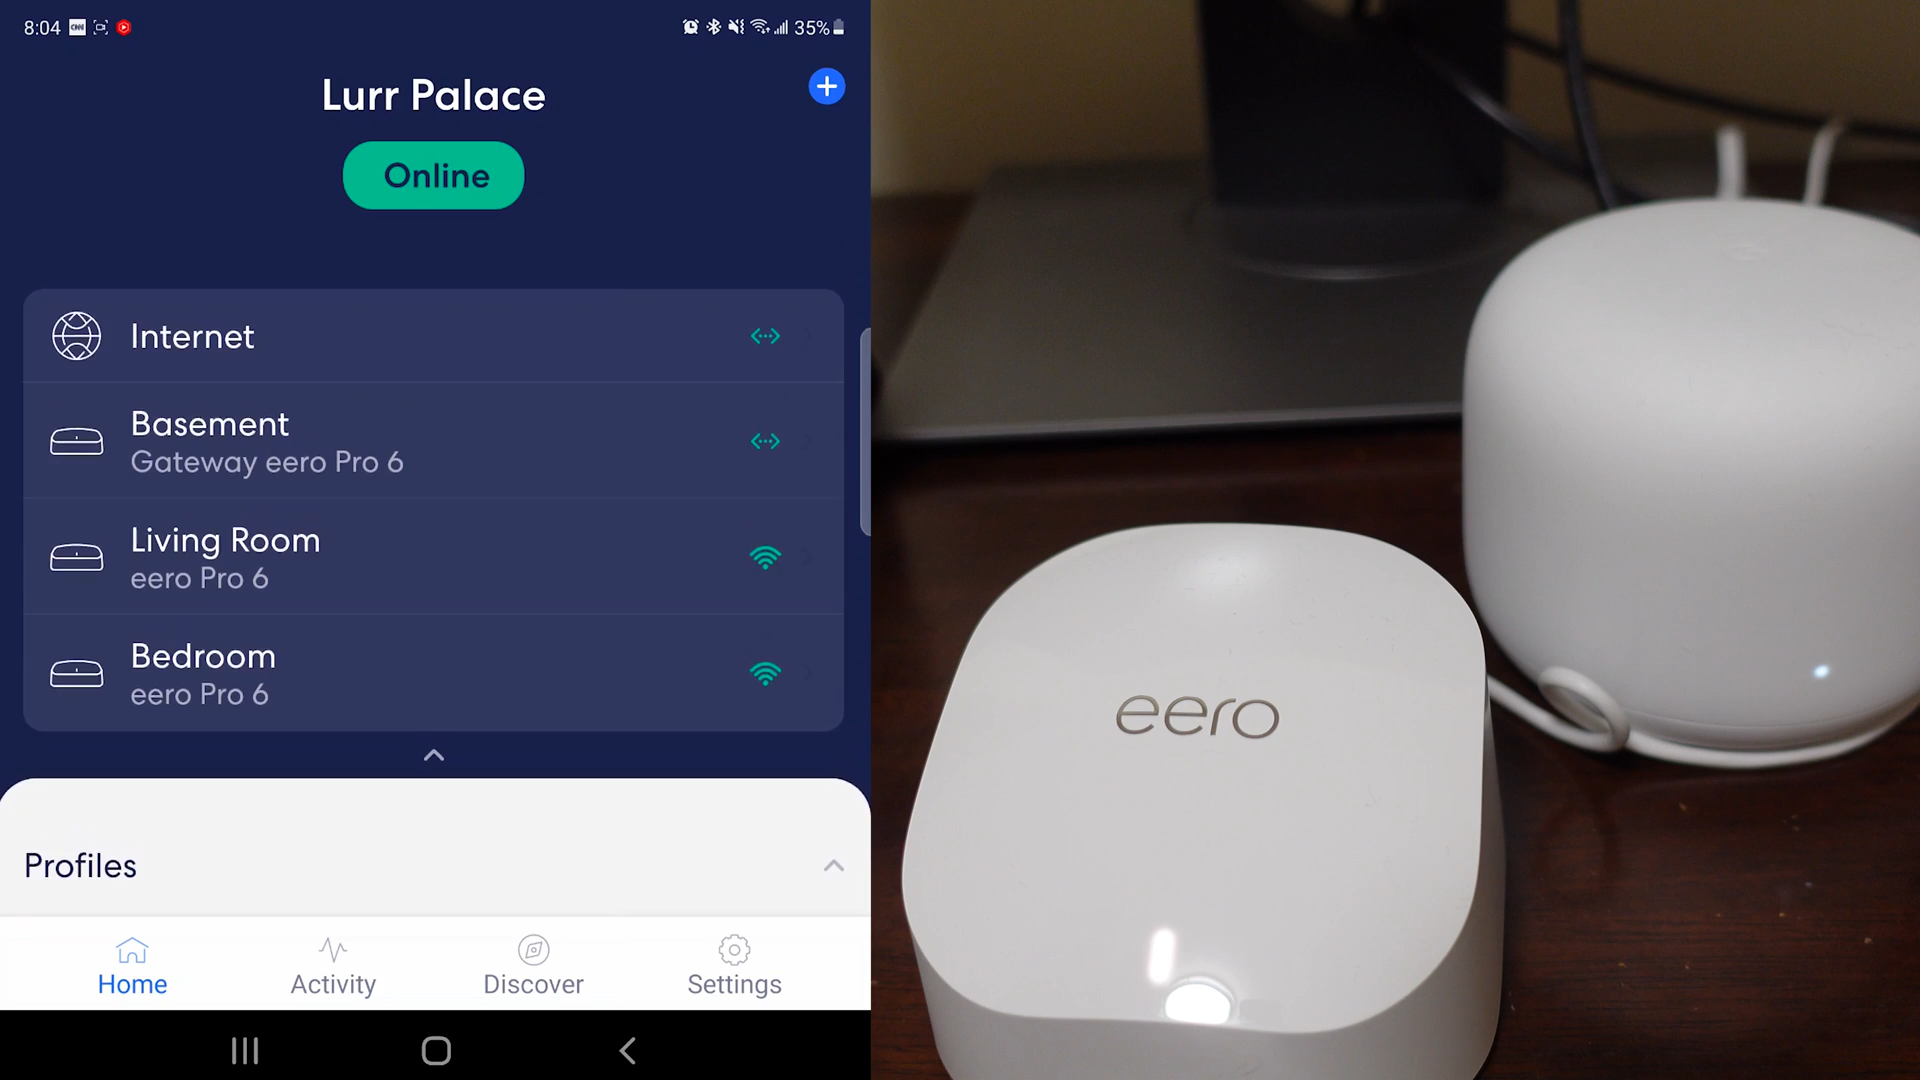 8:04
CNN
35%
Lurr Palace
Online
Internet
Basement
Gateway eero Pro 6
Living Room
eero Pro 6
Bedroom
eero Pro 6
Profiles
Home
Activity
Discover
Settings
eero